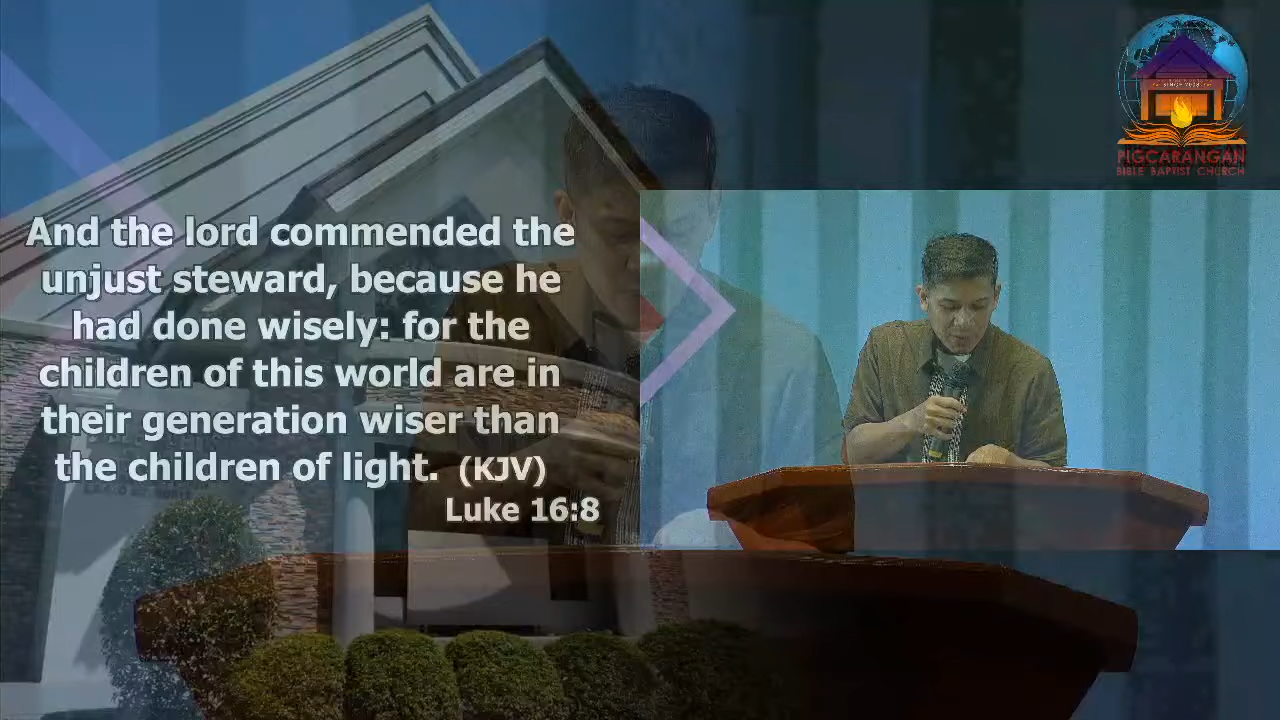 PIGCARANGAN
BIBLE BAPTIST CHURCH
And the lord commended the
unjust steward, because he
had done wisely: for the
children of this world are in
their generation wiser than
the children of light. (KJV)
Luke 16:8